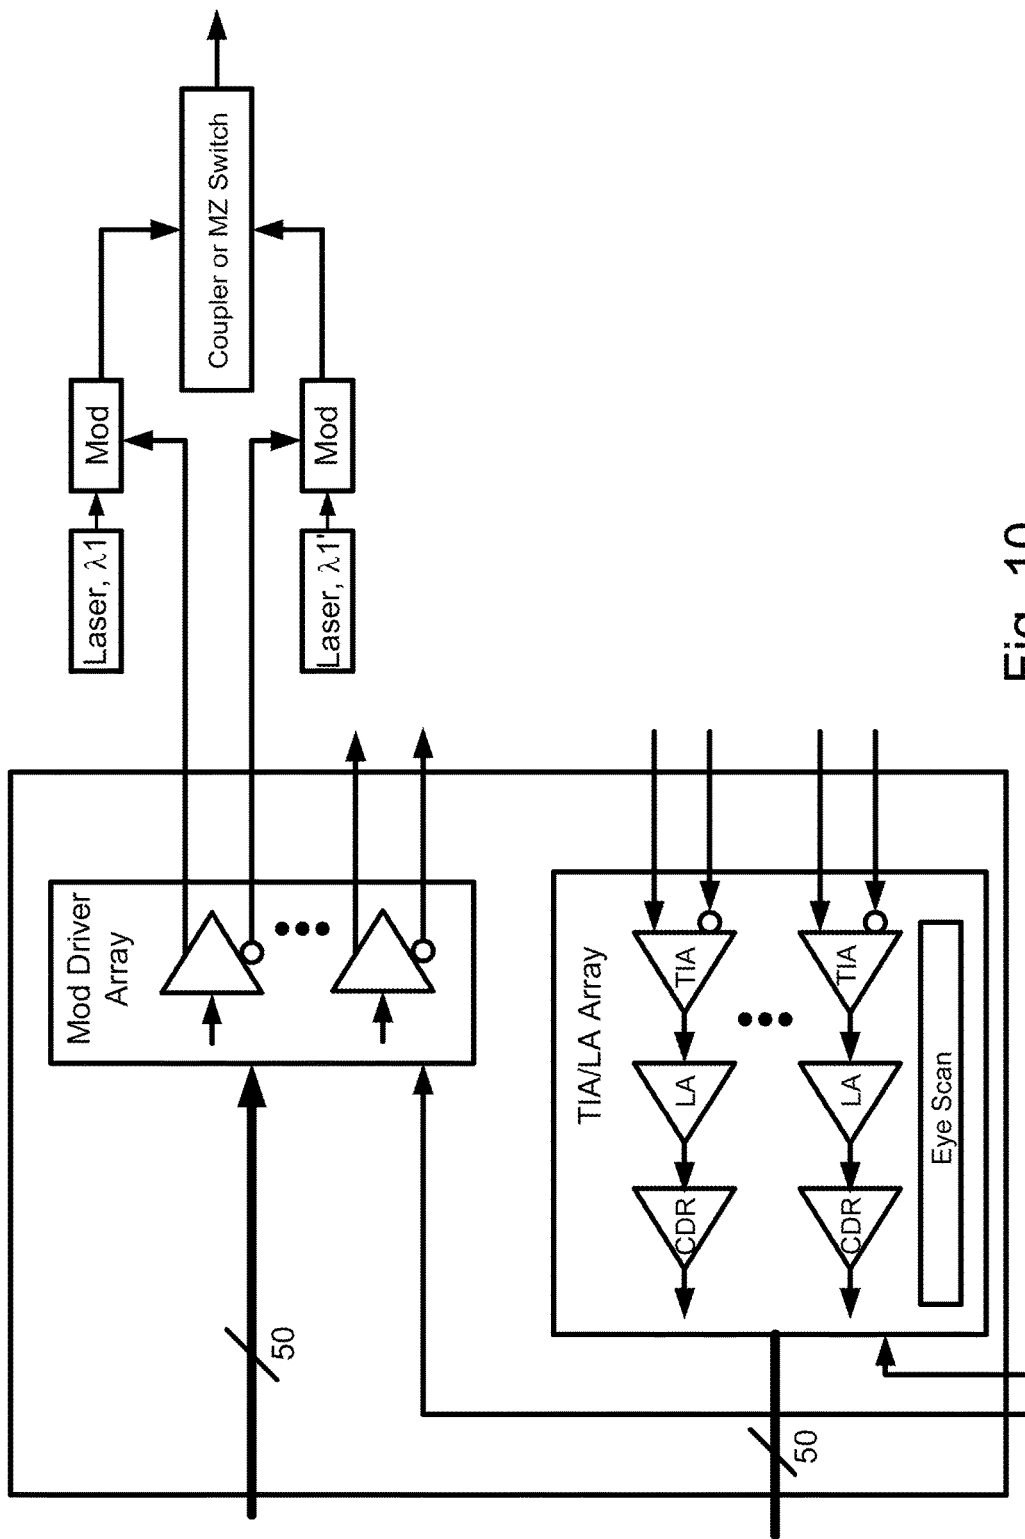 Laser, λ1
Mod
Coupler or MZ Switch
Laser, λ1'
Mod
Mod Driver
Array
50
TIA/LA Array
TIA
LA
CDR
TIA
LA
CDR
Eye Scan
50
Fig. 10